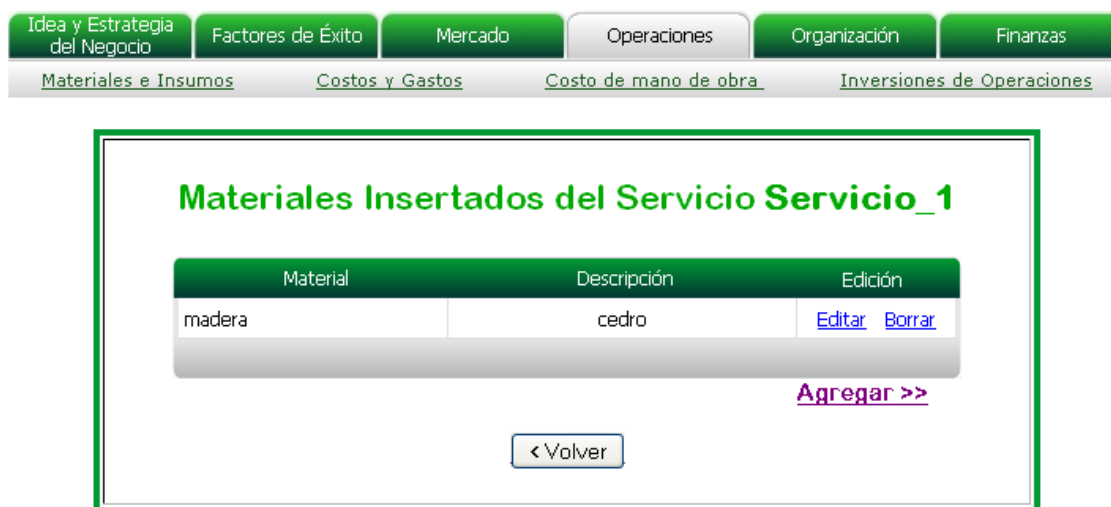 Idea y Estrategia
del Negocio
Factores de Éxito
Mercado
Operaciones
Organización
Finanzas
Materiales e Insumos
Costos y Gastos
Costo de mano de obra
Inversiones de Operaciones
Materiales Insertados del Servicio Servicio_1
Material Descripción Edición
madera cedro Editar Borrar
Agregar >>
< Volver